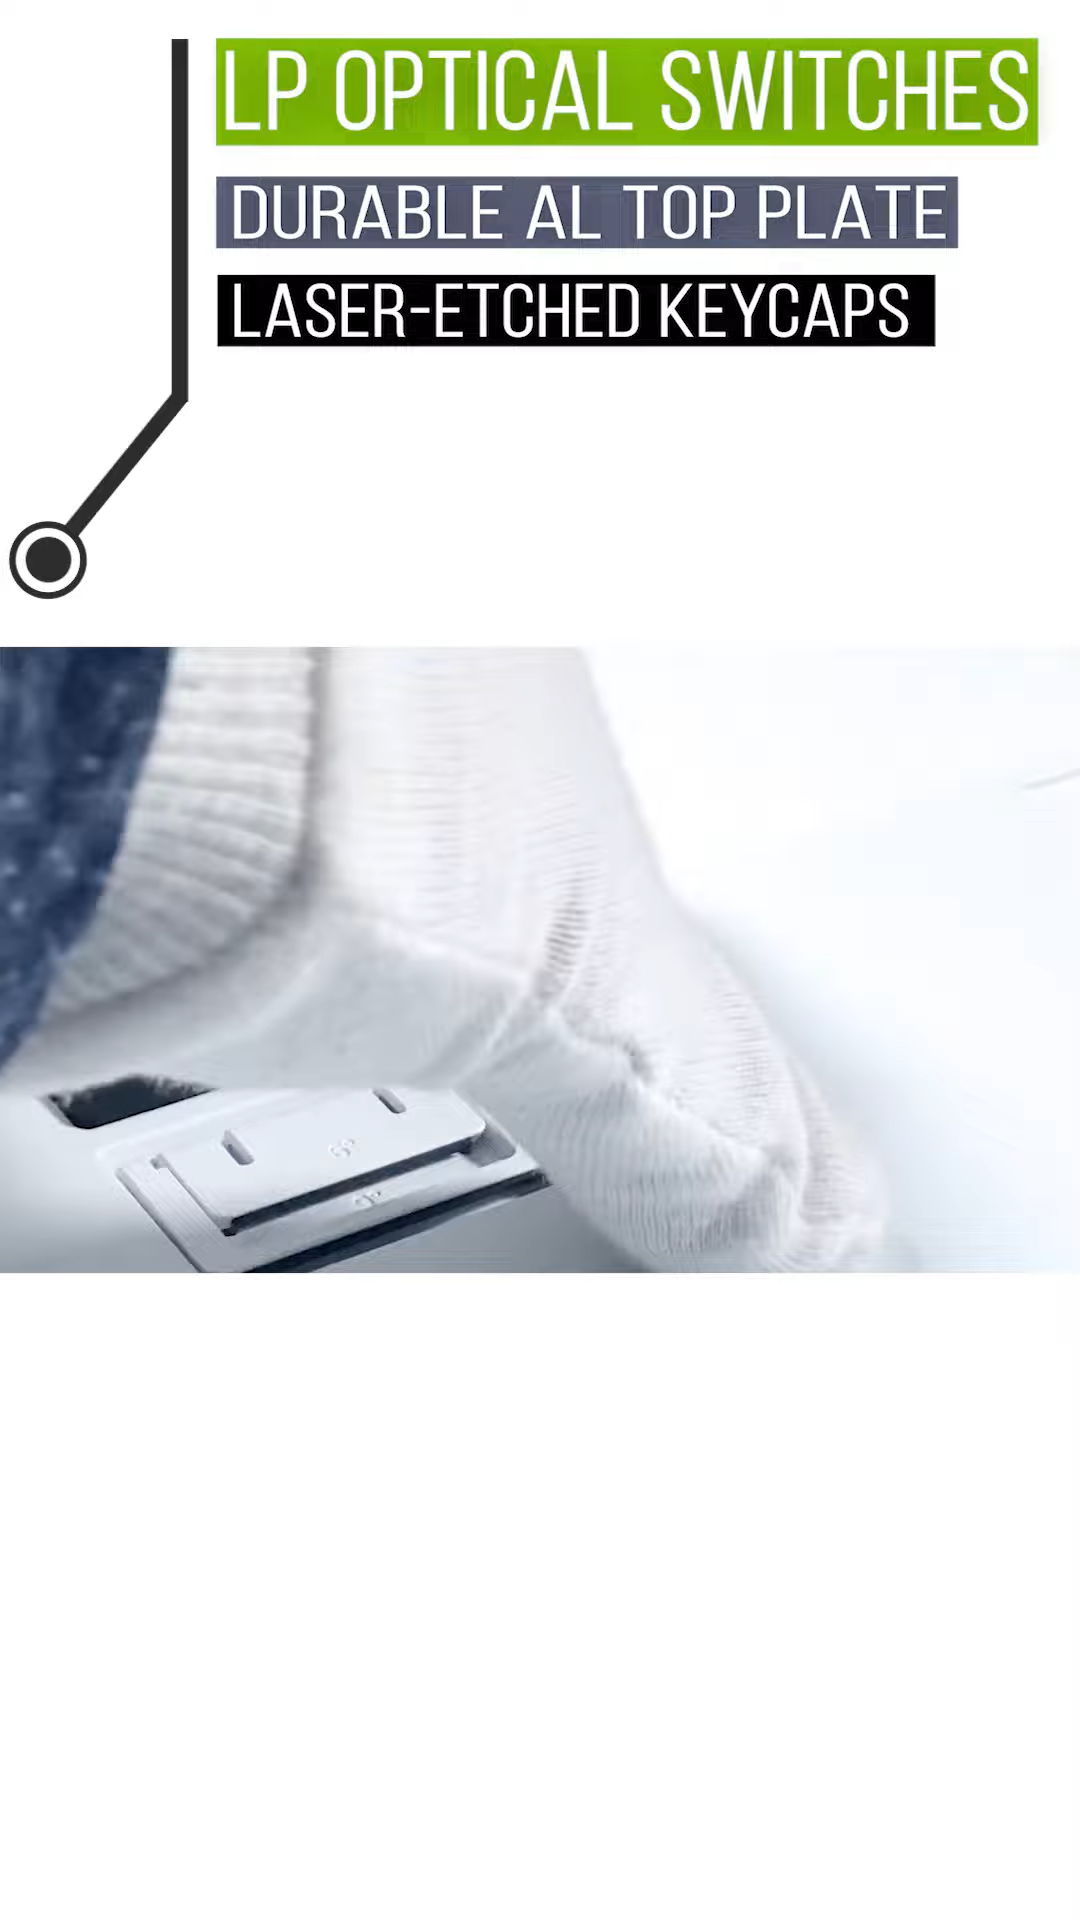 LP OPTICAL SWITCHES
DURABLE AL TOP PLATE
LASER-ETCHED KEYCAPS